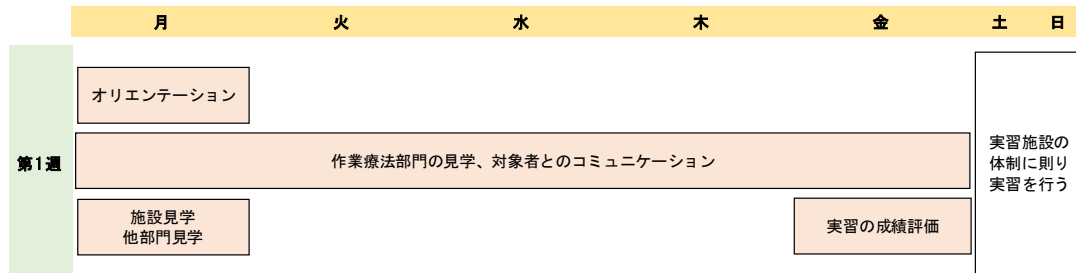 月 火 水 木 金 土 日
オリエンテーション
第1週
作業療法部門の見学、対象者とのコミュニケーション
施設見学
他部門見学
実習の成績評価
実習施設の
体制に則り
実習を行う